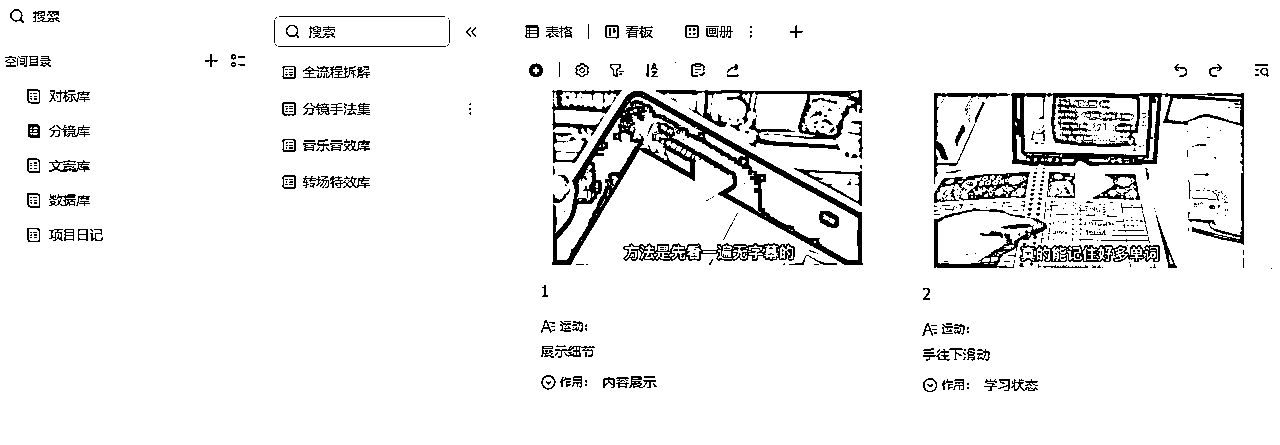 搜索
空间目录
对标库
分镜库
文案库
数据库
项目日记
搜索
全流程拆解
分镜手法集
音乐音效库
转场特效库
表格
看板
画册
方法是先看一遍无字幕的
1
运动:
展示细节
作用: 内容展示
真的能记住好多单词
2
运动:
手往下滑动
作用: 学习状态